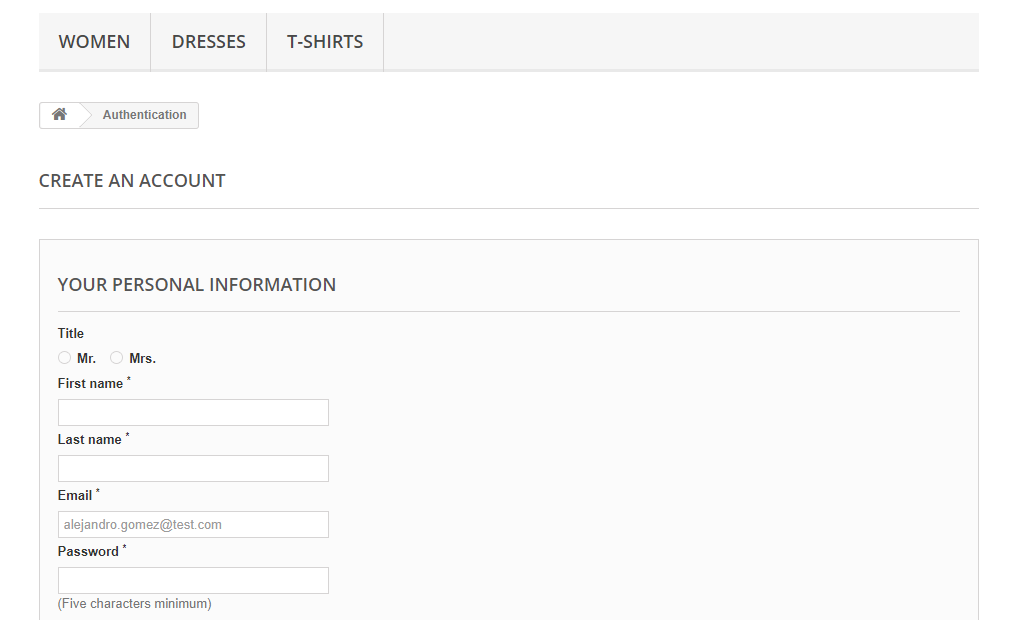 WOMEN DRESSES T-SHIRTS
Authentication
CREATE AN ACCOUNT
YOUR PERSONAL INFORMATION
Title
Mr. Mrs.
First name *
Last name *
Email *
alejandro.gomez@test.com
Password *
(Five characters minimum)